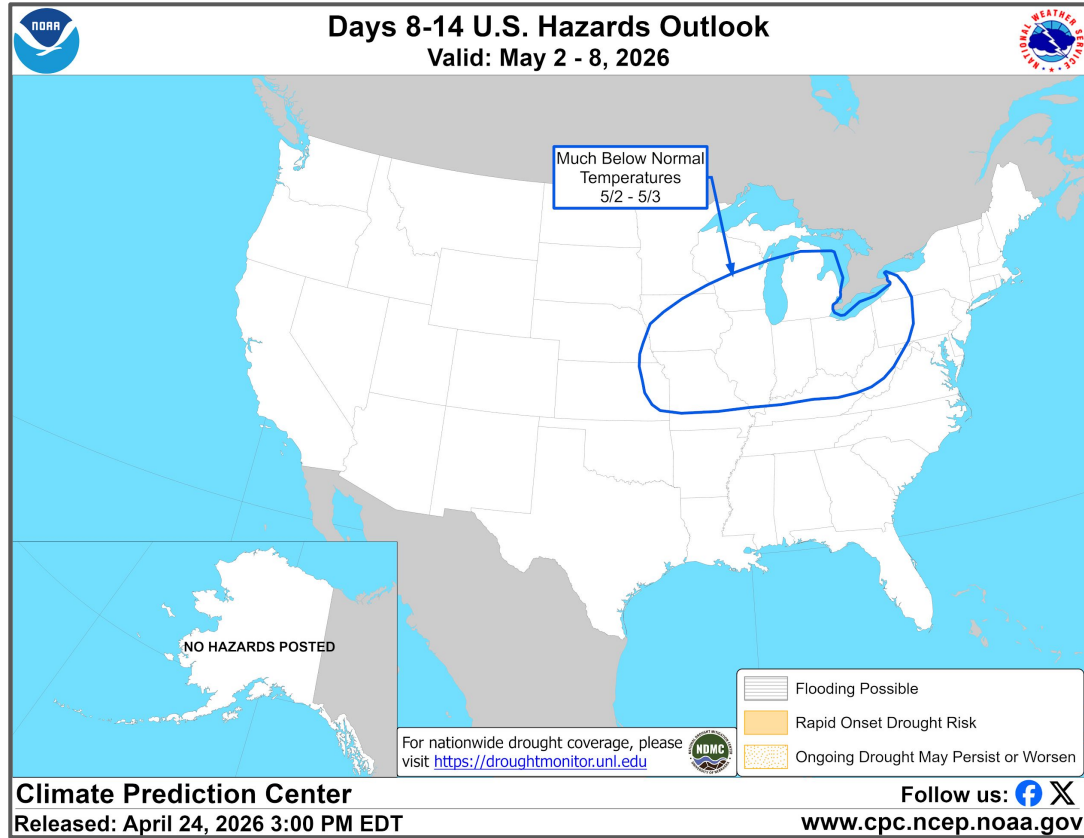 NOAA
Days 8-14 U.S. Hazards Outlook
Valid: May 2 - 8, 2026
NATIONAL WEATHER SERVICE
Much Below Normal
Temperatures
5/2 - 5/3
NO HAZARDS POSTED
For nationwide drought coverage, please
visit https://droughtmonitor.unl.edu
NDMC
Flooding Possible
Rapid Onset Drought Risk
Ongoing Drought May Persist or Worsen
Climate Prediction Center
Follow us:
Released: April 24, 2026 3:00 PM EDT
www.cpc.ncep.noaa.gov